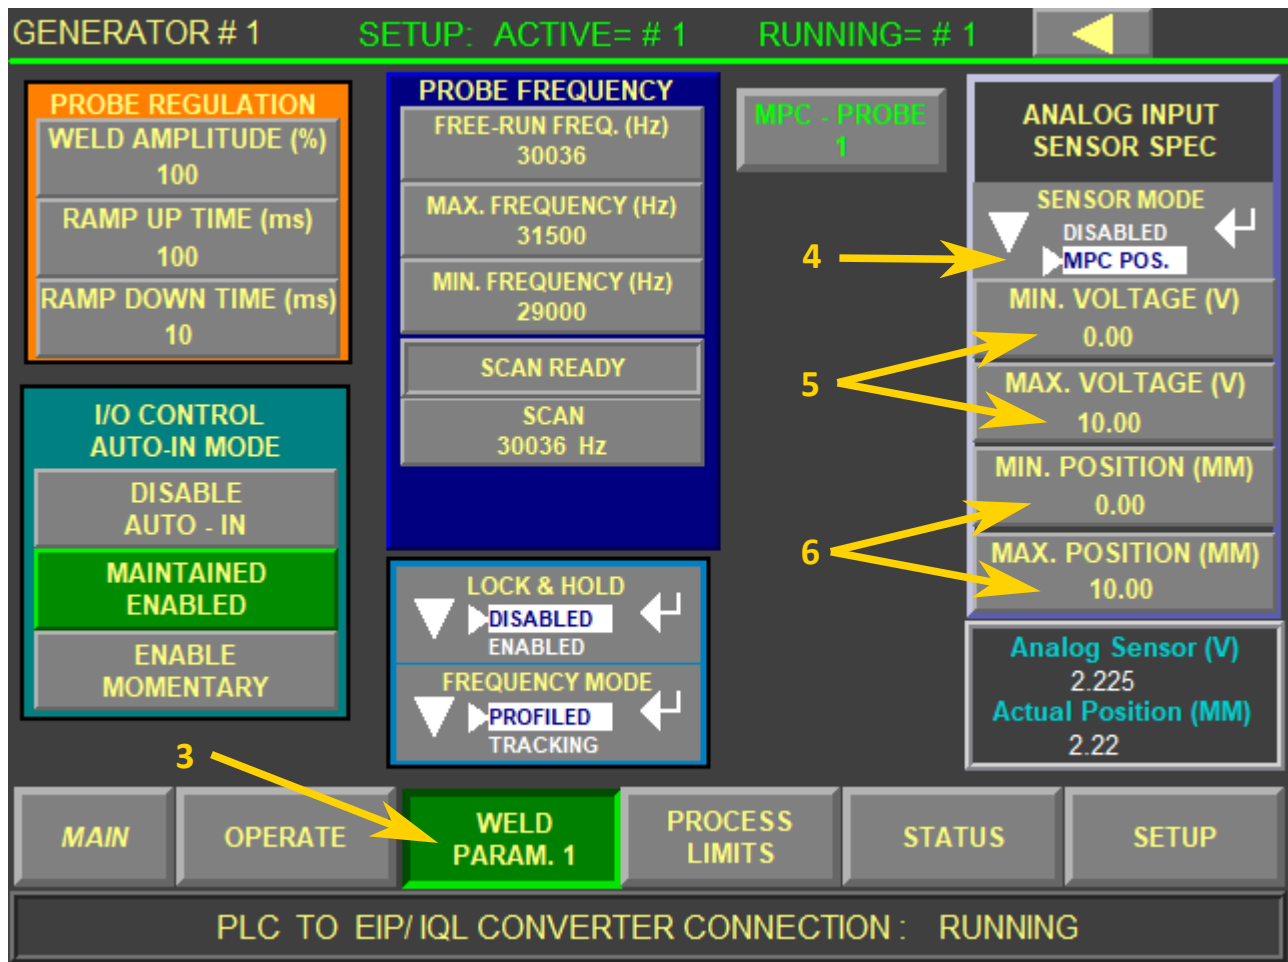 GENERATOR # 1
SETUP: ACTIVE= # 1
RUNNING= # 1
PROBE REGULATION
WELD AMPLITUDE (%)
100
RAMP UP TIME (ms)
100
RAMP DOWN TIME (ms)
10
I/O CONTROL
AUTO-IN MODE
DISABLE
AUTO - IN
MAINTAINED
ENABLED
ENABLE
MOMENTARY
PROBE FREQUENCY
FREE-RUN FREQ. (Hz)
30036
MAX. FREQUENCY (Hz)
31500
MIN. FREQUENCY (Hz)
29000
SCAN READY
SCAN
30036 Hz
LOCK & HOLD
DISABLED
ENABLED
FREQUENCY MODE
PROFILED
TRACKING
MPC - PROBE
1
ANALOG INPUT
SENSOR SPEC
SENSOR MODE
DISABLED
MPC POS.
4
MIN. VOLTAGE (V)
0.00
5
MAX. VOLTAGE (V)
10.00
MIN. POSITION (MM)
0.00
6
MAX. POSITION (MM)
10.00
Analog Sensor (V)
2.225
Actual Position (MM)
2.22
3
MAIN
OPERATE
WELD
PARAM. 1
PROCESS
LIMITS
STATUS
SETUP
PLC TO EIP/ IQL CONVERTER CONNECTION : RUNNING